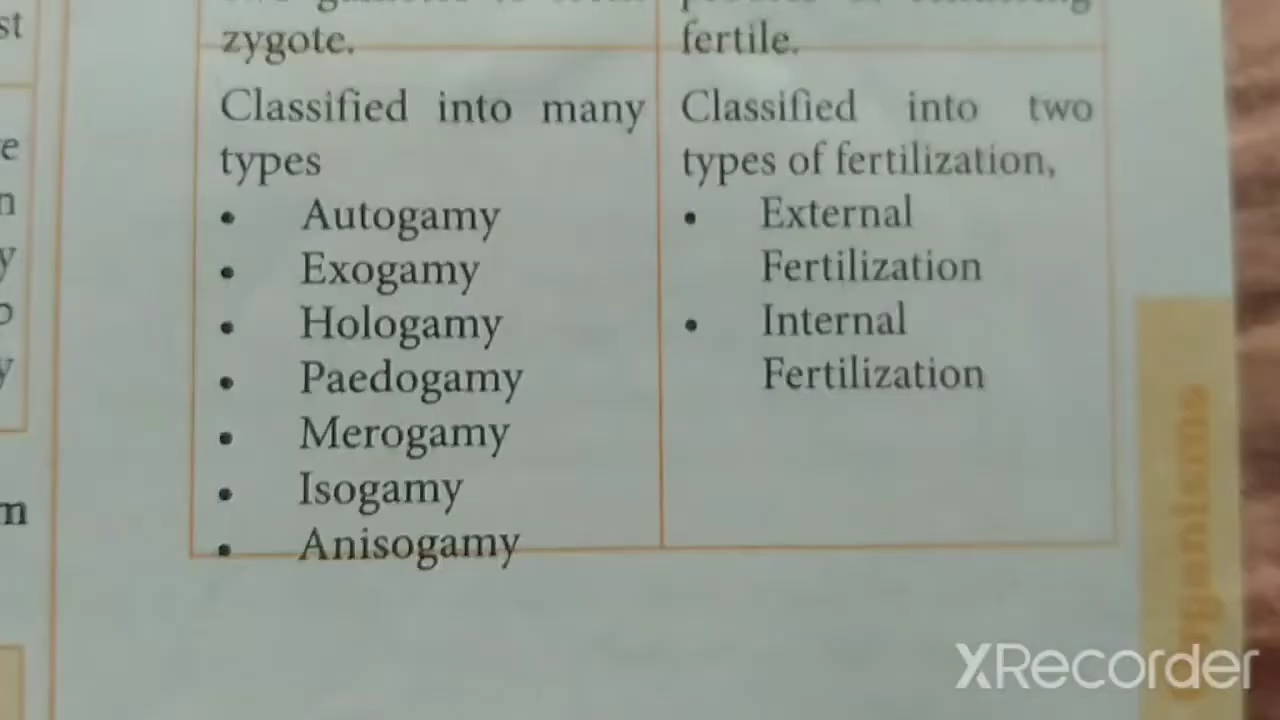 zygote.
Classified into many
types
• Autogamy
• Exogamy
• Hologamy
• Paedogamy
• Merogamy
• Isogamy
• Anisogamy
fertile.
Classified into two
types of fertilization,
• External
Fertilization
• Internal
Fertilization
st
e
n
y
y
m
XRecorder